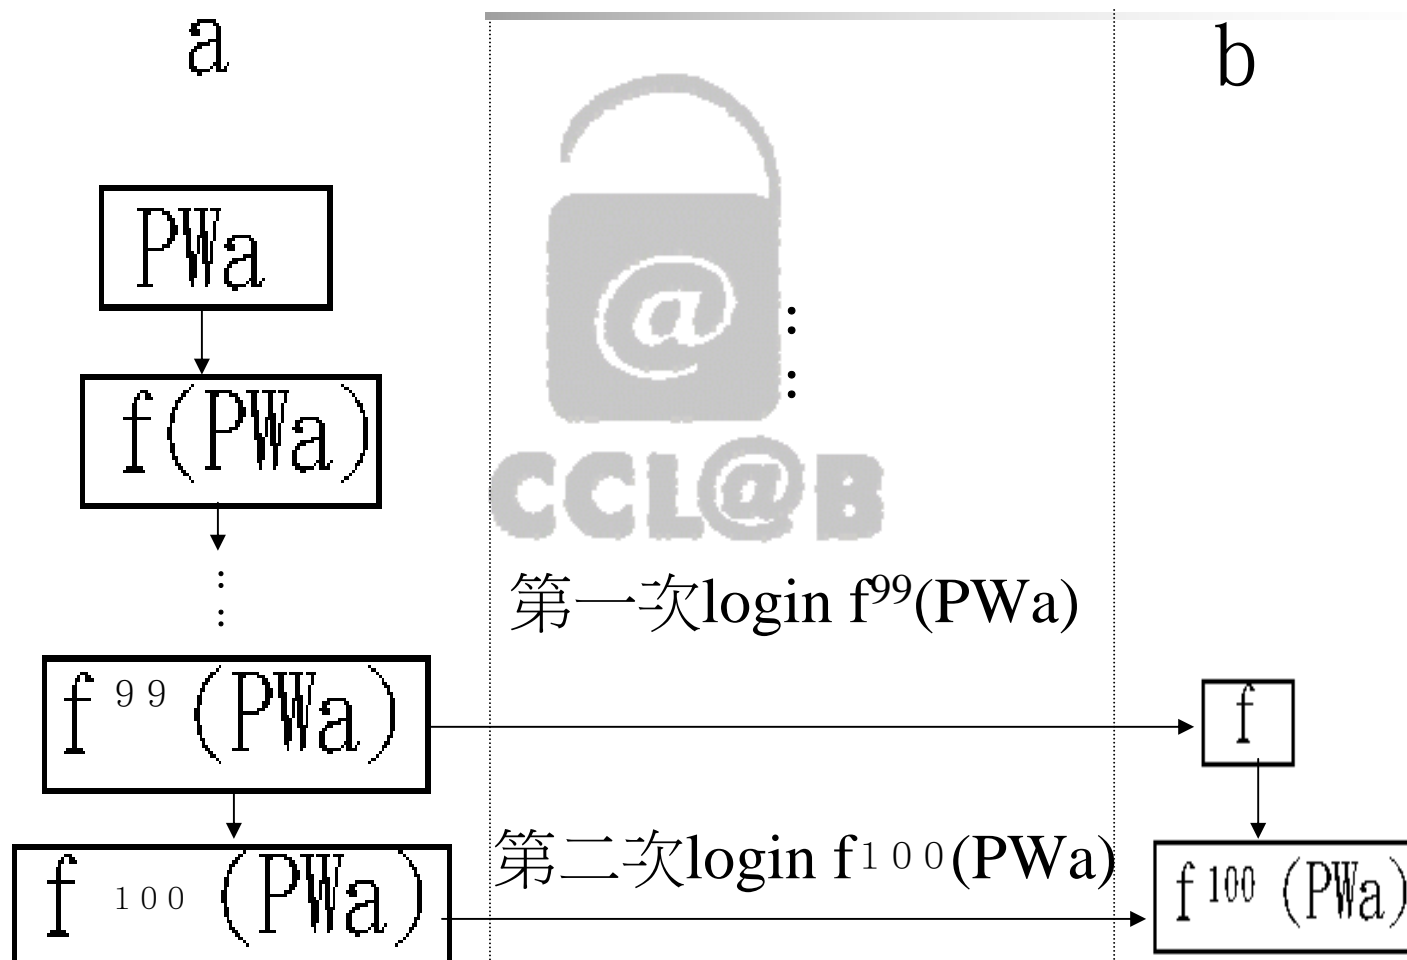 a
b
PWa
f(PWa)
⋮
@
⋮
CCL@B
第一次login f⁹⁹(PWa)
f ⁹⁹ (PWa)
f
第二次login f¹⁰⁰(PWa)
f ¹⁰⁰ (PWa)
f¹⁰⁰ (PWa)